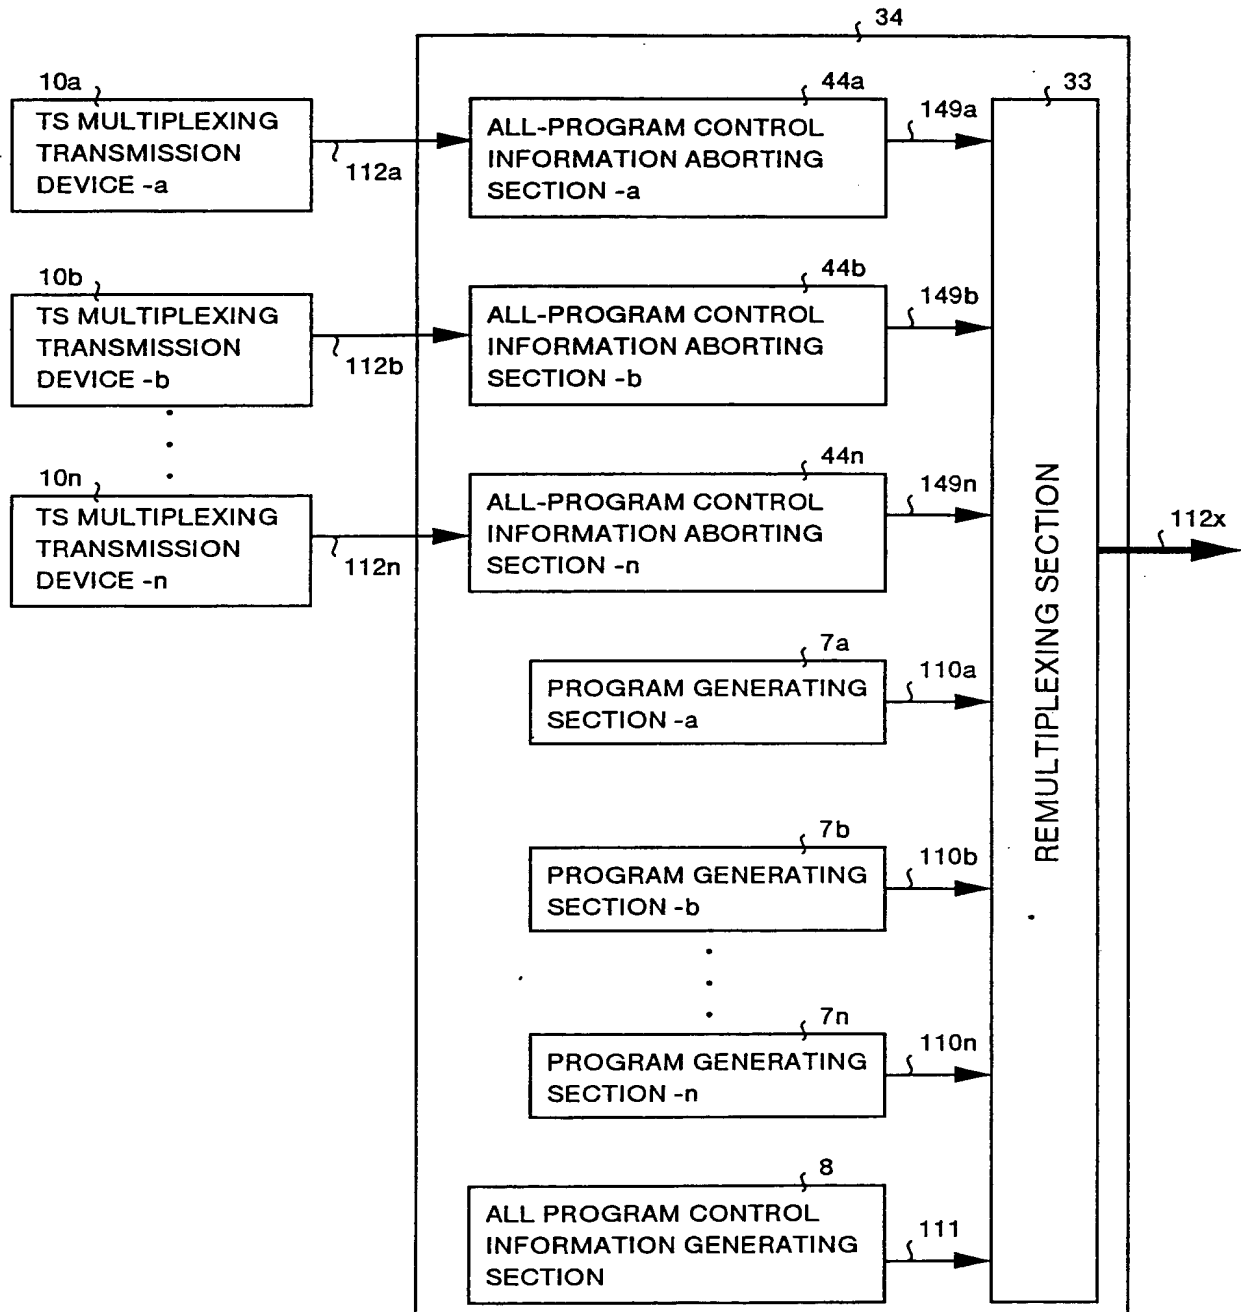 34
10a
TS MULTIPLEXING
TRANSMISSION
DEVICE -a
112a
44a
ALL-PROGRAM CONTROL
INFORMATION ABORTING
SECTION -a
149a
33
REMULTIPLEXING SECTION
10b
TS MULTIPLEXING
TRANSMISSION
DEVICE -b
112b
44b
ALL-PROGRAM CONTROL
INFORMATION ABORTING
SECTION -b
149b
10n
TS MULTIPLEXING
TRANSMISSION
DEVICE -n
112n
44n
ALL-PROGRAM CONTROL
INFORMATION ABORTING
SECTION -n
149n
112x
7a
PROGRAM GENERATING
SECTION -a
110a
7b
PROGRAM GENERATING
SECTION -b
110b
7n
PROGRAM GENERATING
SECTION -n
110n
8
ALL PROGRAM CONTROL
INFORMATION GENERATING
SECTION
111